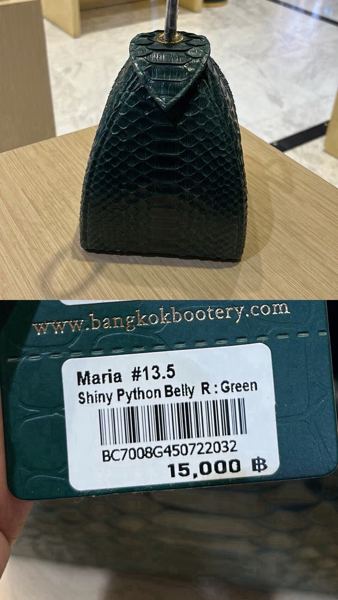 www.bangkokbootery.com
Maria #13.5
Shiny Python Belly R : Green
BC7008G450722032
15,000 ฿